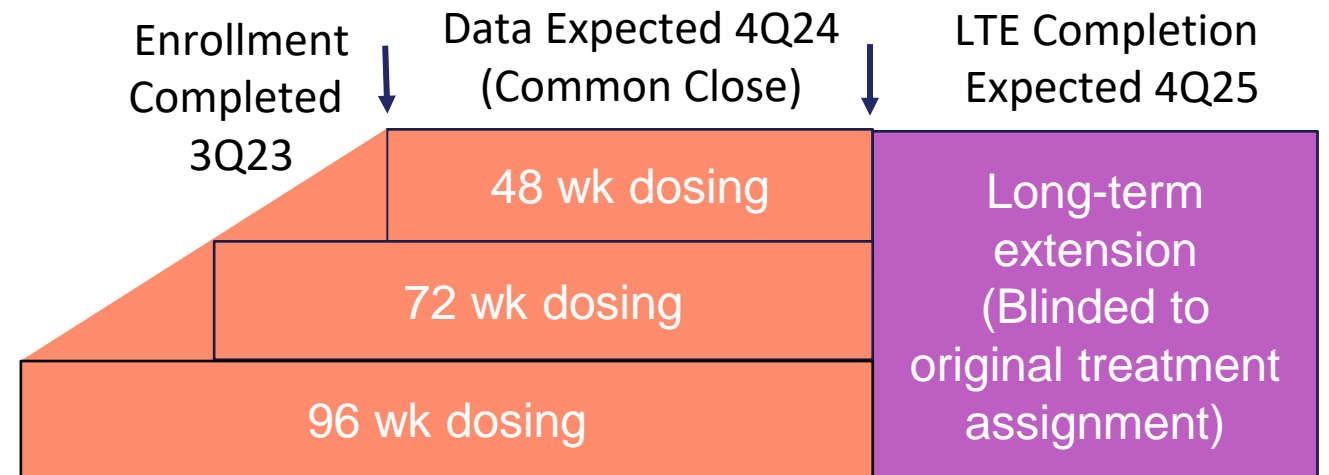 Enrollment
Completed
3Q23
Data Expected 4Q24
(Common Close)
LTE Completion
Expected 4Q25
48 wk dosing
72 wk dosing
96 wk dosing
Long-term
extension
(Blinded to
original treatment
assignment)